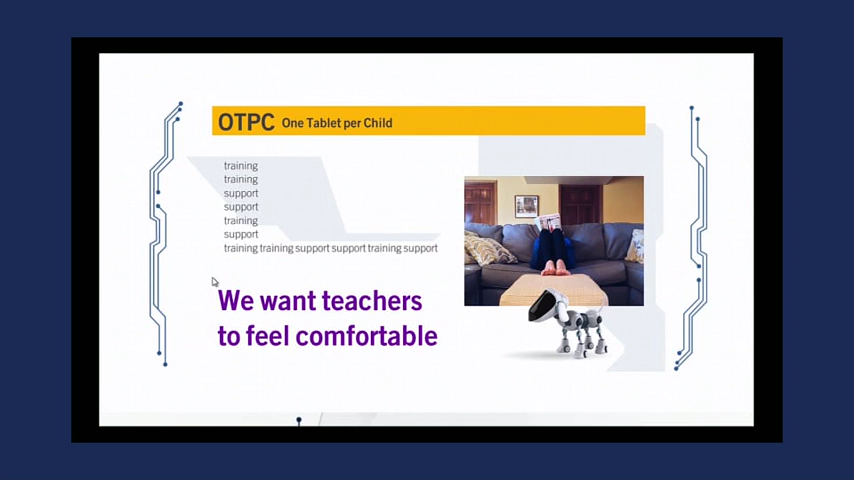 OTPC One Tablet per Child
training
training
support
support
training
support
training training support support training support
We want teachers
to feel comfortable